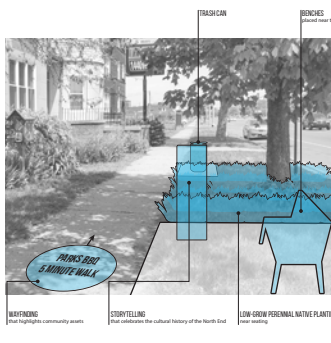 TRASH CAN
BENCHES
placed near t
PARKS BBQ
5 MINUTE WALK
WAYFINDING
that highlights community assets
STORYTELLING
that celebrates the cultural history of the North End
LOW-GROW PERENNIAL NATIVE PLANTI
near seating